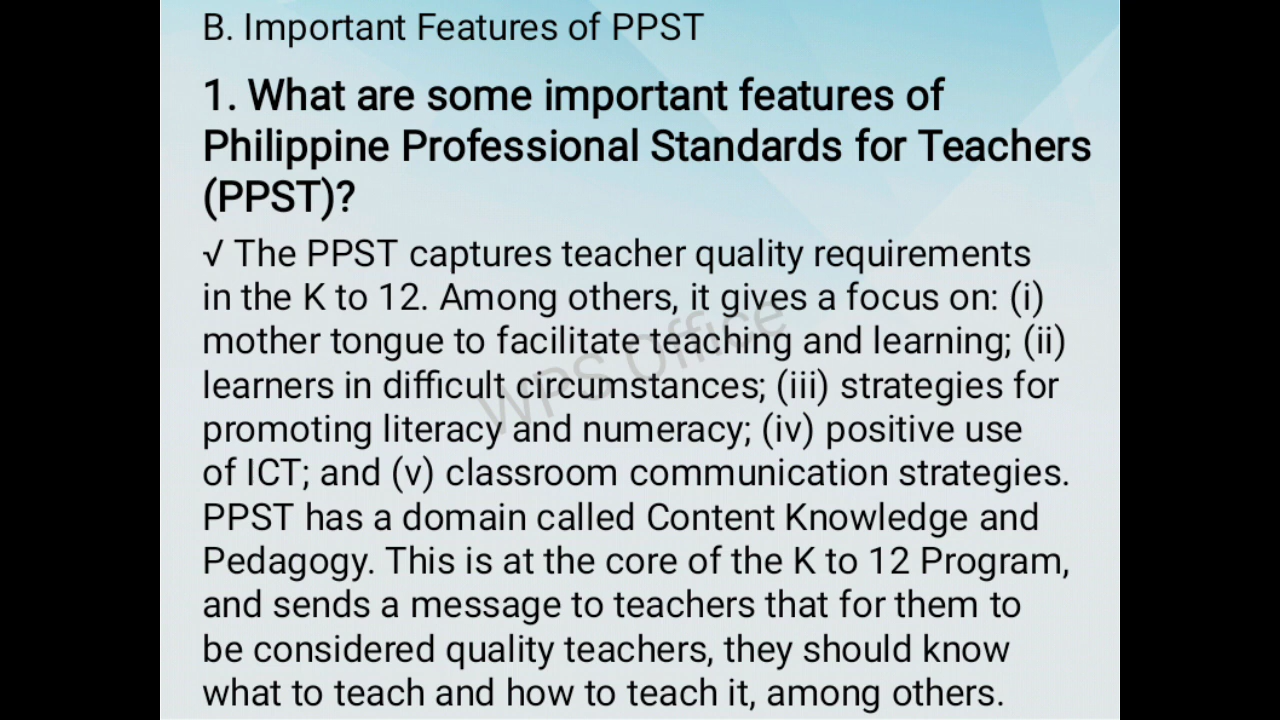 B. Important Features of PPST
1. What are some important features of
Philippine Professional Standards for Teachers
(PPST)?
√ The PPST captures teacher quality requirements
in the K to 12. Among others, it gives a focus on: (i)
mother tongue to facilitate teaching and learning; (ii)
learners in difficult circumstances; (iii) strategies for
promoting literacy and numeracy; (iv) positive use
of ICT; and (v) classroom communication strategies.
PPST has a domain called Content Knowledge and
Pedagogy. This is at the core of the K to 12 Program,
and sends a message to teachers that for them to
be considered quality teachers, they should know
what to teach and how to teach it, among others.
WPS Office